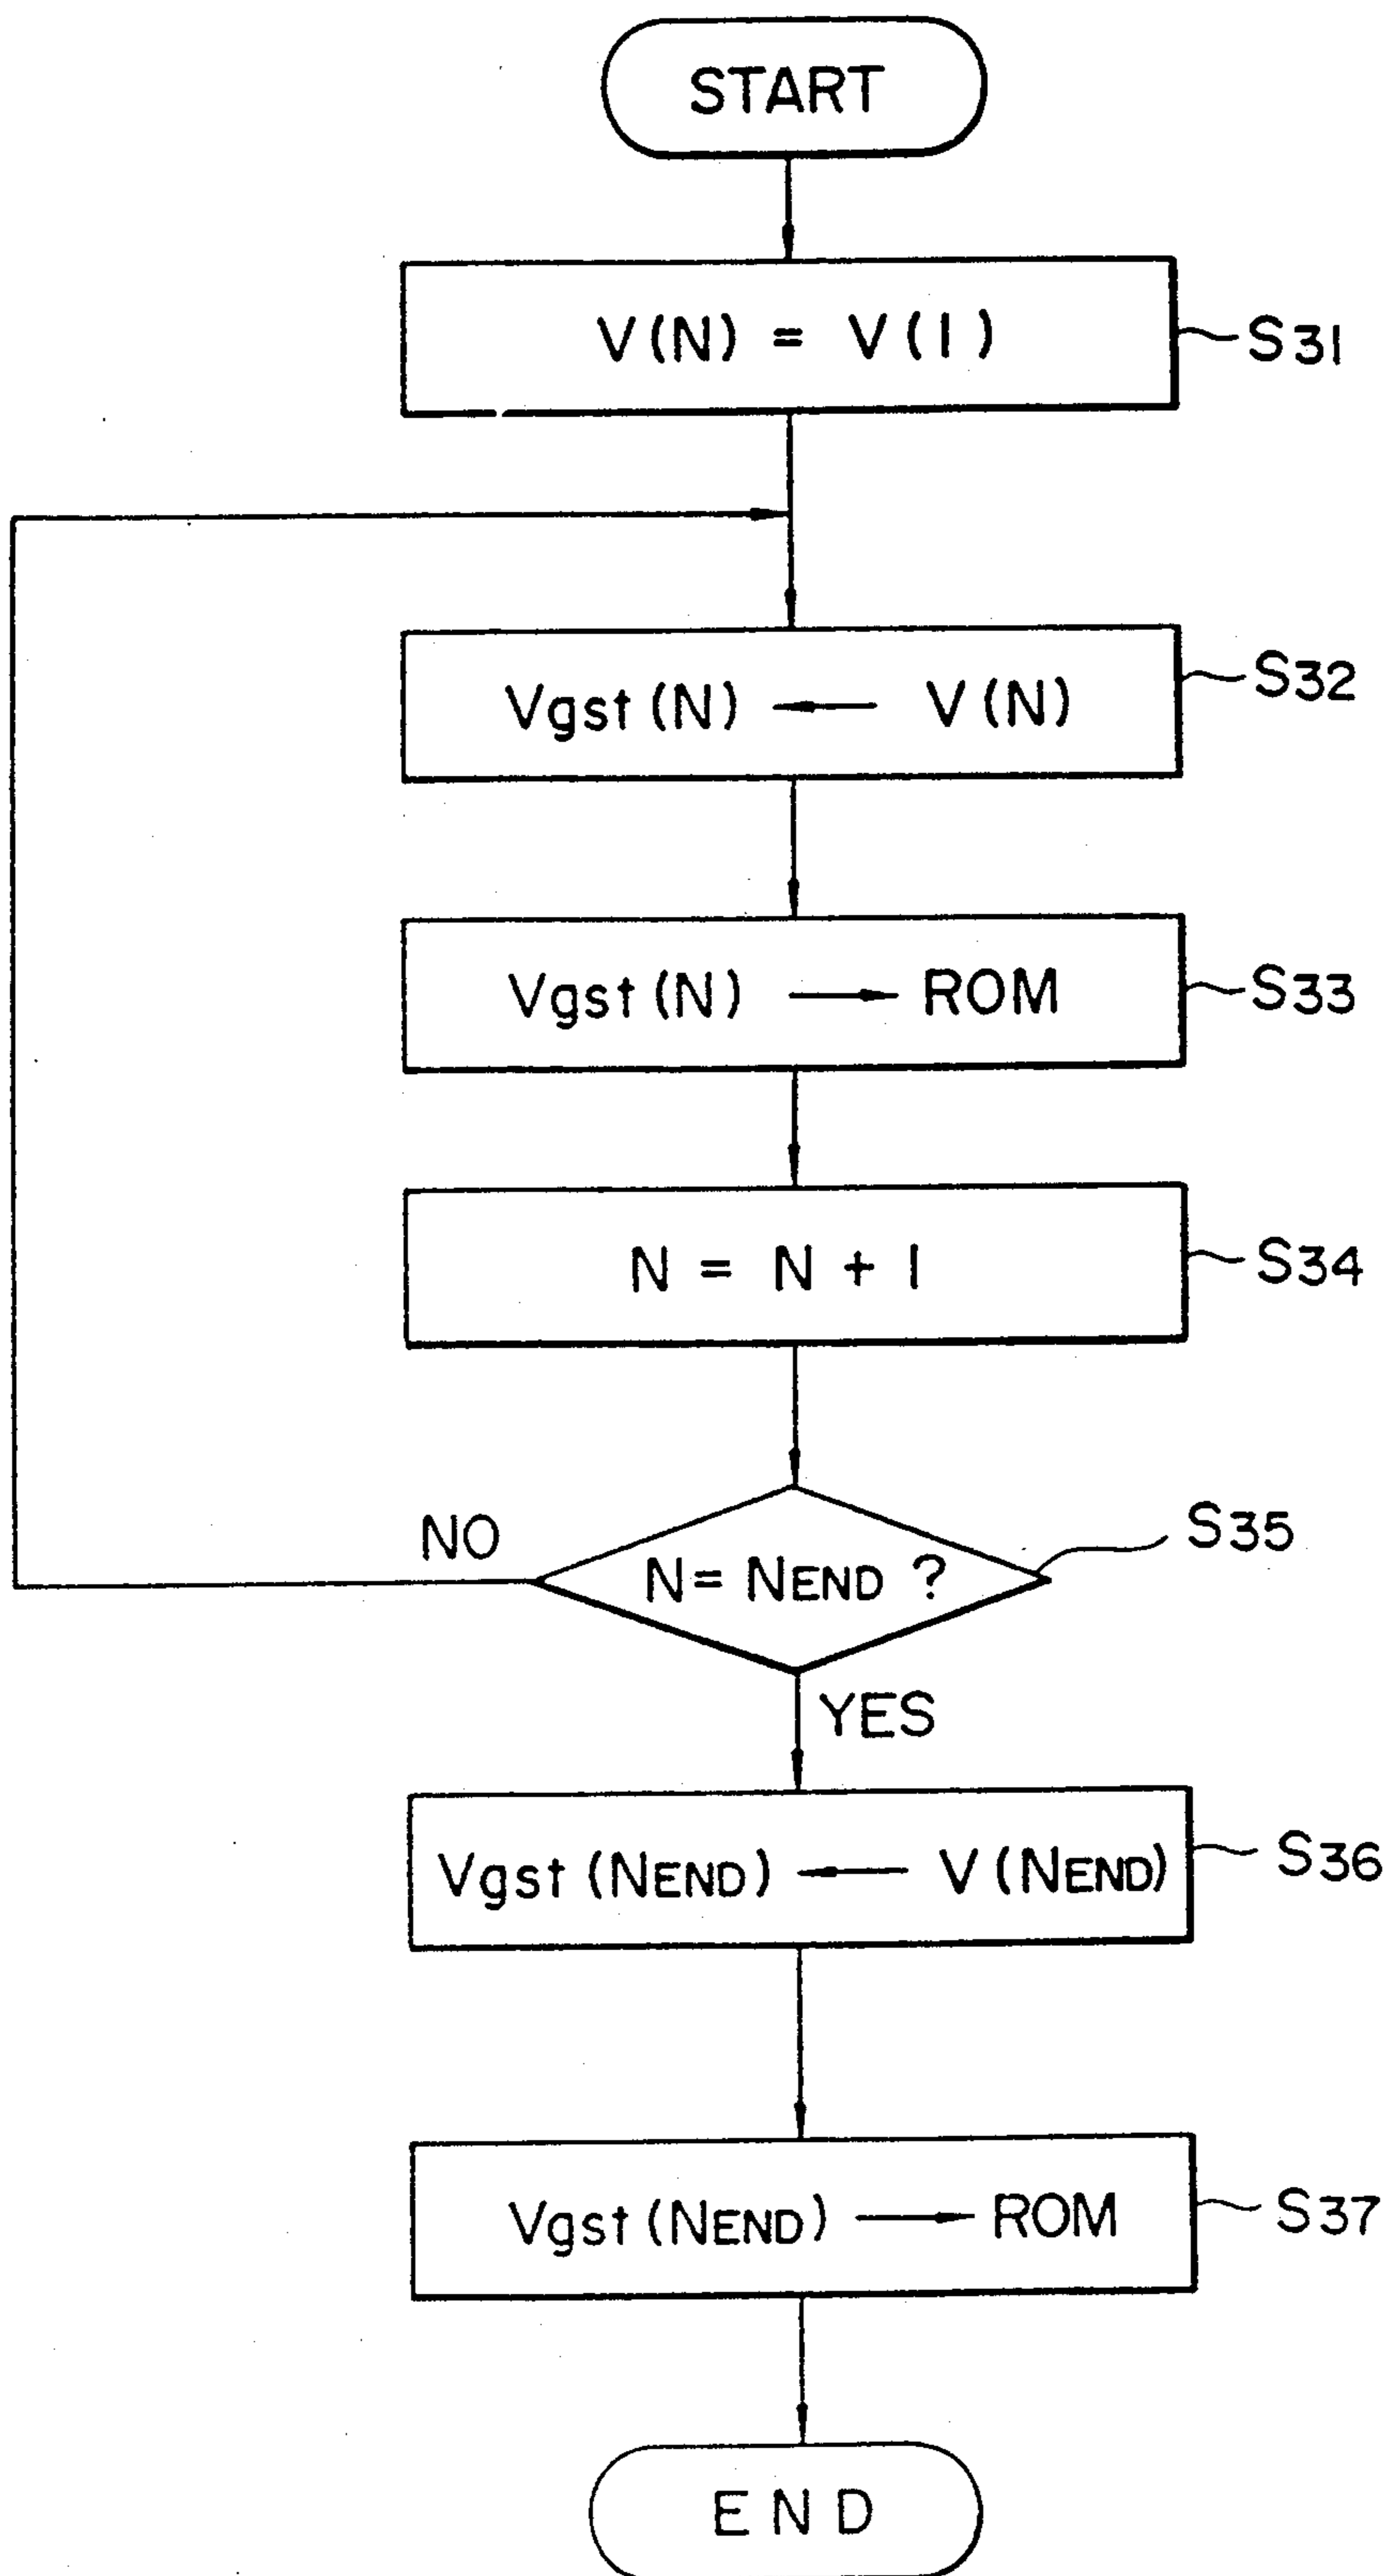 START
V(N) = V(1)
S31
Vgst(N) ← V(N)
S32
Vgst(N) → ROM
S33
N = N + 1
S34
NO
N = NEND ?
S35
YES
Vgst(NEND) ← V(NEND)
S36
Vgst(NEND) → ROM
S37
END